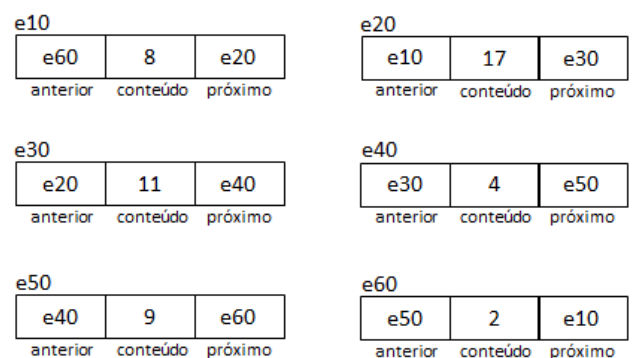 e10 e20
e60 8 e20 e10 17 e30
anterior conteúdo próximo anterior conteúdo próximo
e30 e40
e20 11 e40 e30 4 e50
anterior conteúdo próximo anterior conteúdo próximo
e50 e60
e40 9 e60 e50 2 e10
anterior conteúdo próximo anterior conteúdo próximo